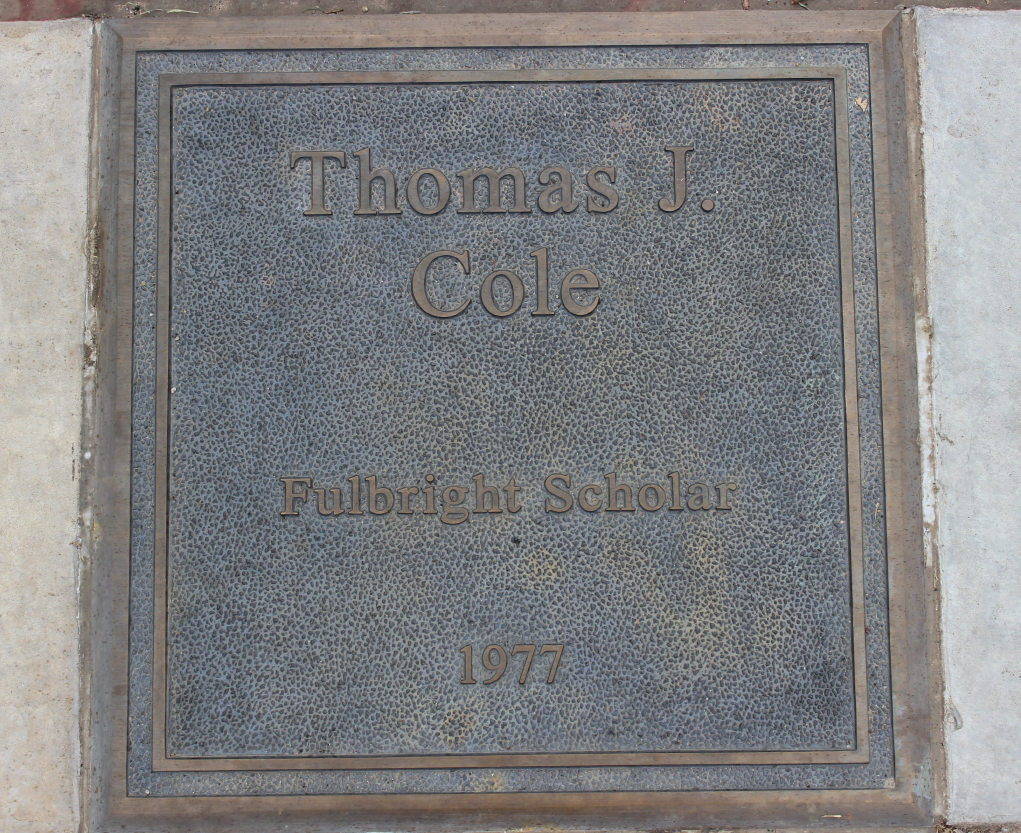 Thomas J.
Cole
Fulbright Scholar
1977